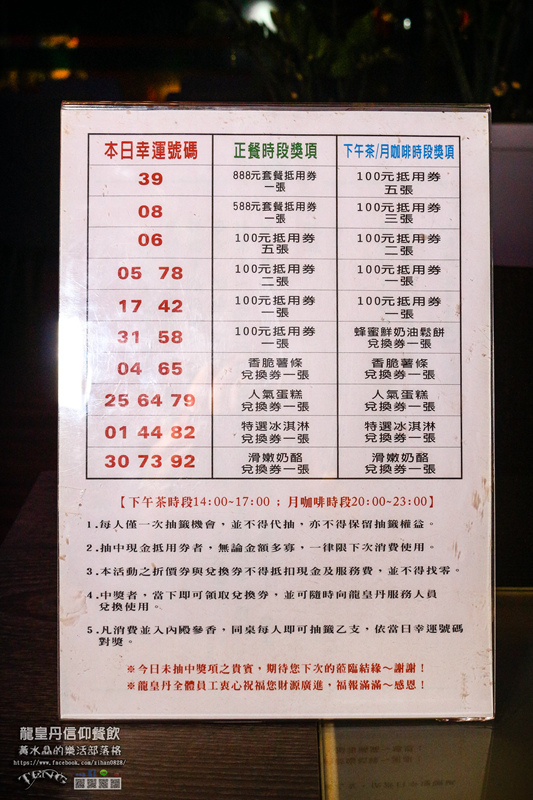 本日幸運號碼 正餐時段獎項 下午茶/月咖啡時段獎項
39 888元套餐抵用券一張 100元抵用券五張
08 588元套餐抵用券一張 100元抵用券三張
06 100元抵用券五張 100元抵用券二張
05 78 100元抵用券二張 100元抵用券一張
17 42 100元抵用券一張 100元抵用券一張
31 58 100元抵用券一張 蜂蜜鮮奶油鬆餅兌換券一張
04 65 香脆薯條兌換券一張 香脆薯條兌換券一張
25 64 79 人氣蛋糕兌換券一張 人氣蛋糕兌換券一張
01 44 82 特選冰淇淋兌換券一張 特選冰淇淋兌換券一張
30 73 92 滑嫩奶酪兌換券一張 滑嫩奶酪兌換券一張
【下午茶時段14:00~17:00 ; 月咖啡時段20:00~23:00】
1.每人僅一次抽籤機會，並不得代抽，亦不得保留抽籤權益。
2.抽中現金抵用券者，無論金額多寡，一律限下次消費使用。
3.本活動之折價券與兌換券不得抵扣現金及服務費，並不得找零。
4.中獎者，當下即可領取兌換券，並可隨時向龍皇丹服務人員
兌換使用。
5.凡消費並入內殿參香，同桌每人即可抽籤乙支，依當日幸運號碼
對獎。
※今日未抽中獎項之貴賓，期待您下次的蒞臨結緣～謝謝！
※龍皇丹全體員工衷心祝福您財源廣進，福報滿滿～感恩！
龍皇丹信仰餐飲
黃水晶的樂活部落格
https://www.facebook.com/zihan0828/
TENG